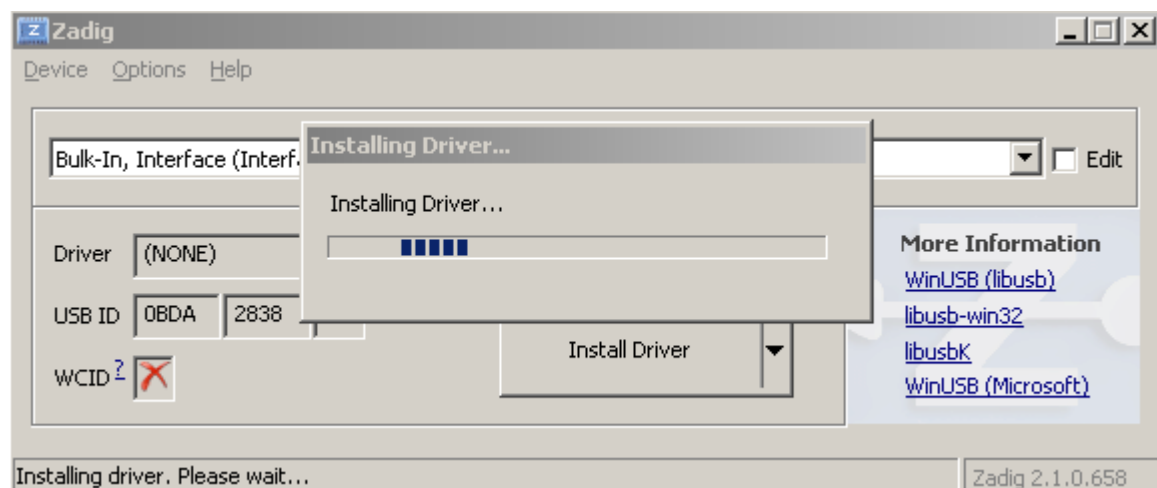 Zadig
Device Options Help
Installing Driver...
Bulk-In, Interface (Interf
Edit
Installing Driver...
Driver (NONE)
More Information
WinUSB (libusb)
USB ID 0BDA 2838
libusb-win32
Install Driver
libusbK
WCID ?
WinUSB (Microsoft)
Installing driver. Please wait...
Zadig 2.1.0.658